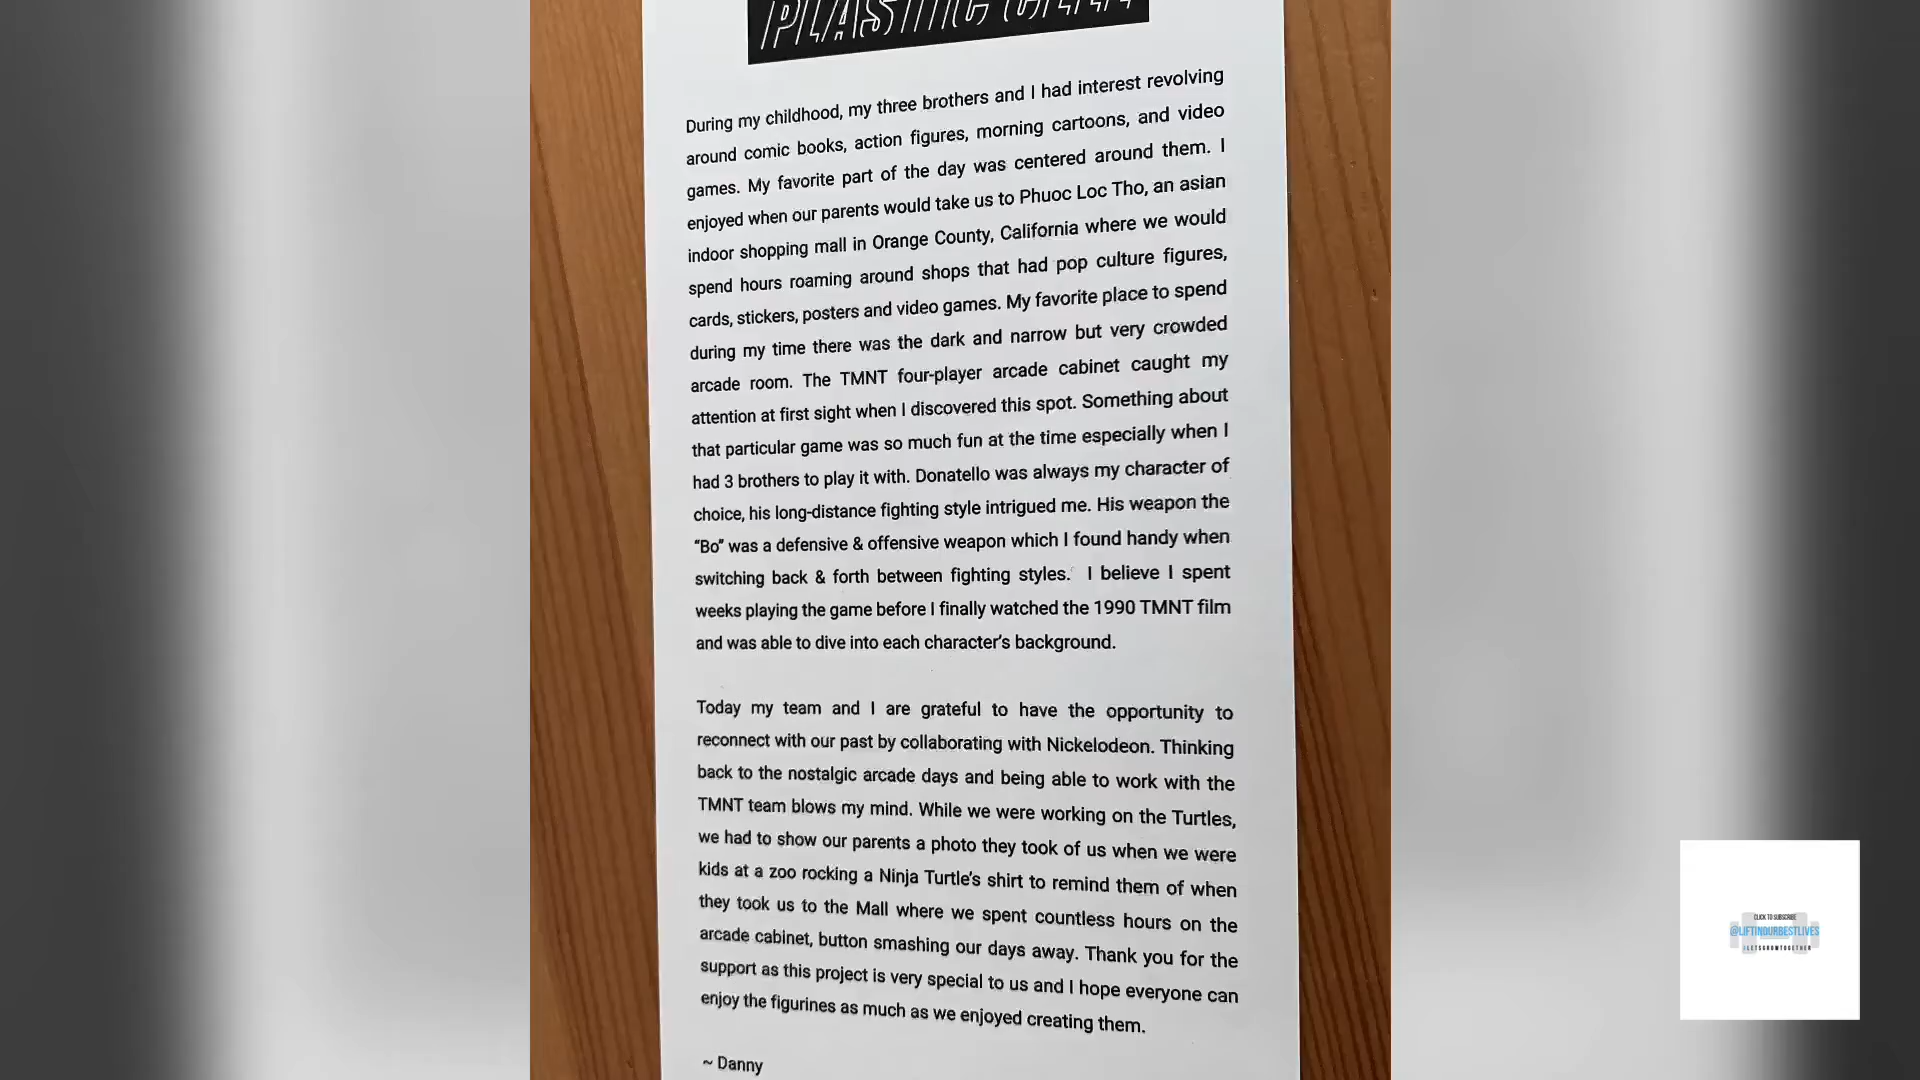 PLASTIC
During my childhood, my three brothers and I had interest revolving
around comic books, action figures, morning cartoons, and video
games. My favorite part of the day was centered around them. I
enjoyed when our parents would take us to Phuoc Loc Tho, an asian
indoor shopping mall in Orange County, California where we would
spend hours roaming around shops that had pop culture figures,
cards, stickers, posters and video games. My favorite place to spend
during my time there was the dark and narrow but very crowded
arcade room. The TMNT four-player arcade cabinet caught my
attention at first sight when I discovered this spot. Something about
that particular game was so much fun at the time especially when I
had 3 brothers to play it with. Donatello was always my character of
choice, his long-distance fighting style intrigued me. His weapon the
“Bo” was a defensive & offensive weapon which I found handy when
switching back & forth between fighting styles. I believe I spent
weeks playing the game before I finally watched the 1990 TMNT film
and was able to dive into each character’s background.
Today my team and I are grateful to have the opportunity to
reconnect with our past by collaborating with Nickelodeon. Thinking
back to the nostalgic arcade days and being able to work with the
TMNT team blows my mind. While we were working on the Turtles,
we had to show our parents a photo they took of us when we were
kids at a zoo rocking a Ninja Turtle’s shirt to remind them of when
they took us to the Mall where we spent countless hours on the
arcade cabinet, button smashing our days away. Thank you for the
support as this project is very special to us and I hope everyone can
enjoy the figurines as much as we enjoyed creating them.
~ Danny
CLICK TO SUBSCRIBE
@LIFTINOURBESTLIVES
#LETSGROWTOGETHER